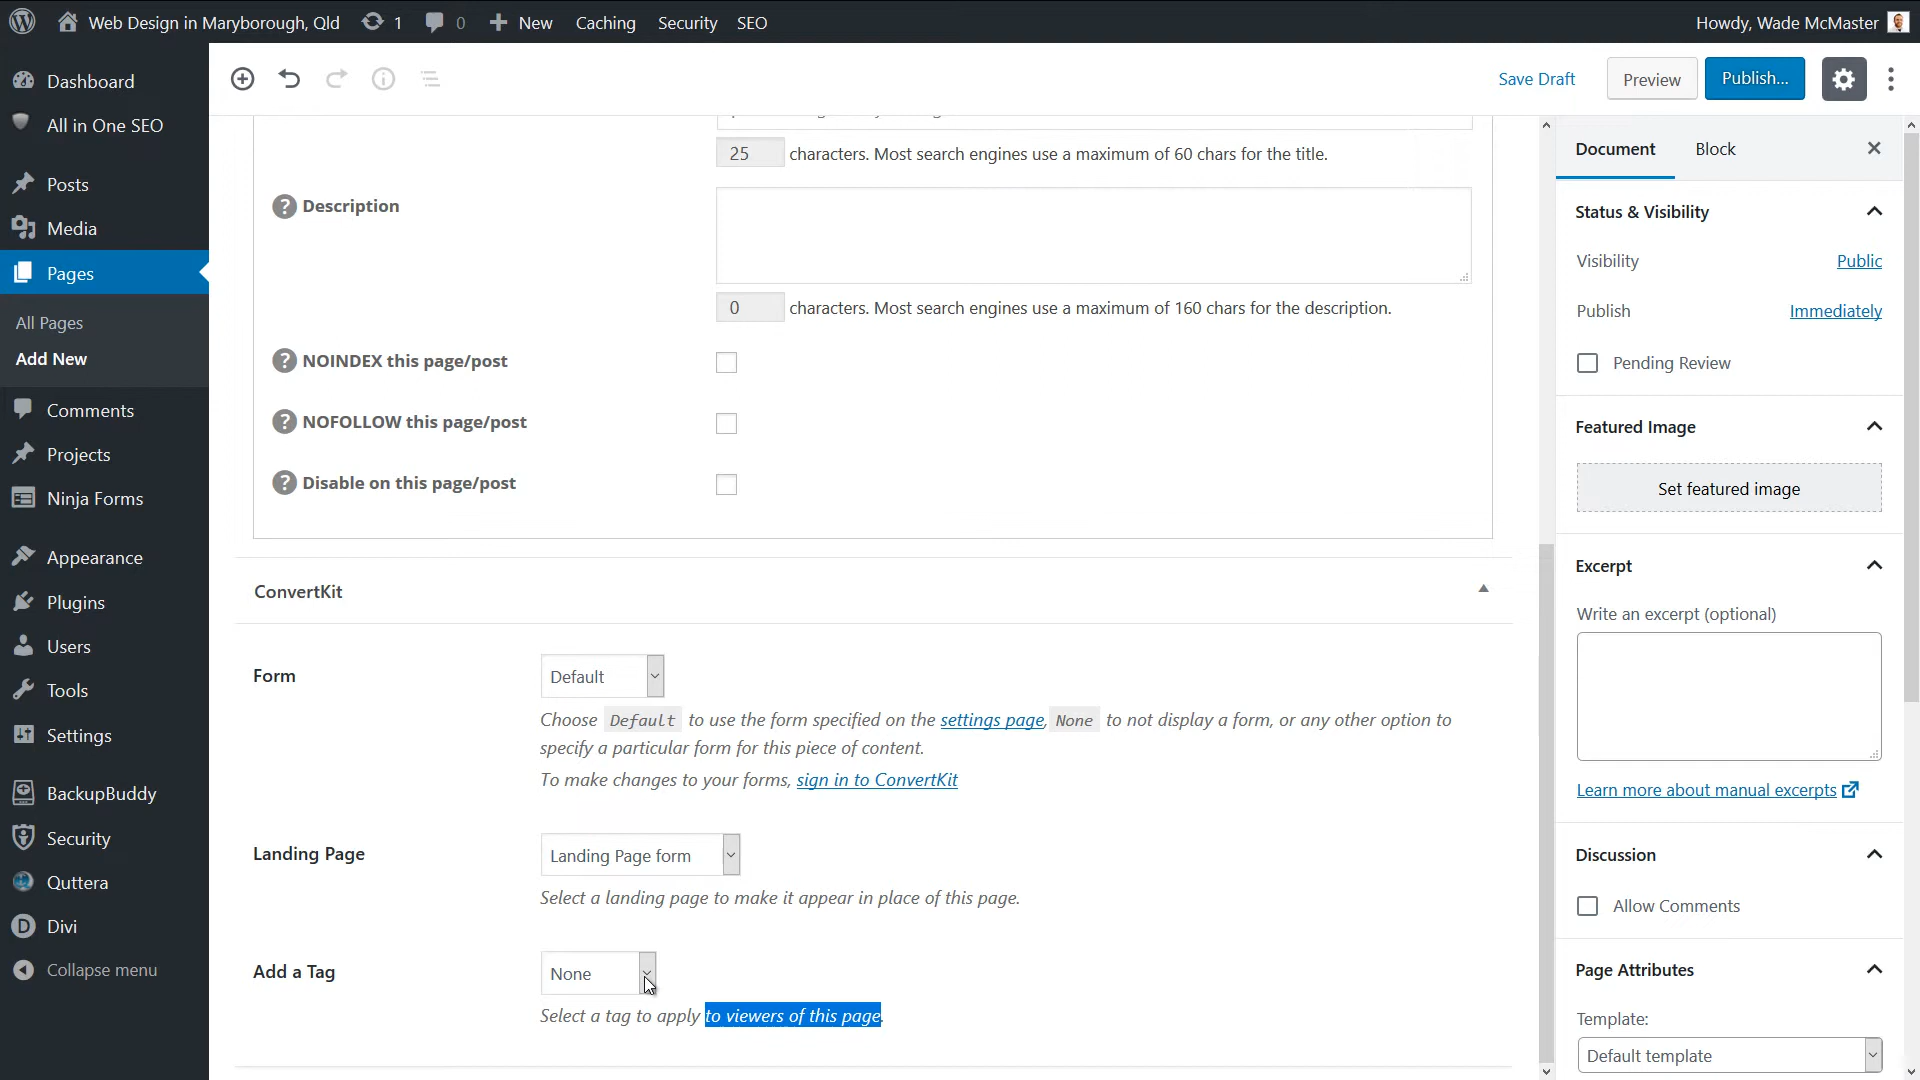 Web Design in Maryborough, Qld 1 0 New Caching Security SEO Howdy, Wade McMaster
Dashboard
All in One SEO
Posts
Media
Pages
All Pages
Add New
Comments
Projects
Ninja Forms
Appearance
Plugins
Users
Tools
Settings
BackupBuddy
Security
Quttera
Divi
Collapse menu
Save Draft Preview Publish...
25 characters. Most search engines use a maximum of 60 chars for the title.
? Description
0 characters. Most search engines use a maximum of 160 chars for the description.
? NOINDEX this page/post
? NOFOLLOW this page/post
? Disable on this page/post
ConvertKit
Form Default
Choose Default to use the form specified on the settings page, None to not display a form, or any other option to
specify a particular form for this piece of content.
To make changes to your forms, sign in to ConvertKit
Landing Page Landing Page form
Select a landing page to make it appear in place of this page.
Add a Tag None
Select a tag to apply to viewers of this page.
Document Block
Status & Visibility
Visibility Public
Publish Immediately
Pending Review
Featured Image
Set featured image
Excerpt
Write an excerpt (optional)
Learn more about manual excerpts
Discussion
Allow Comments
Page Attributes
Template:
Default template